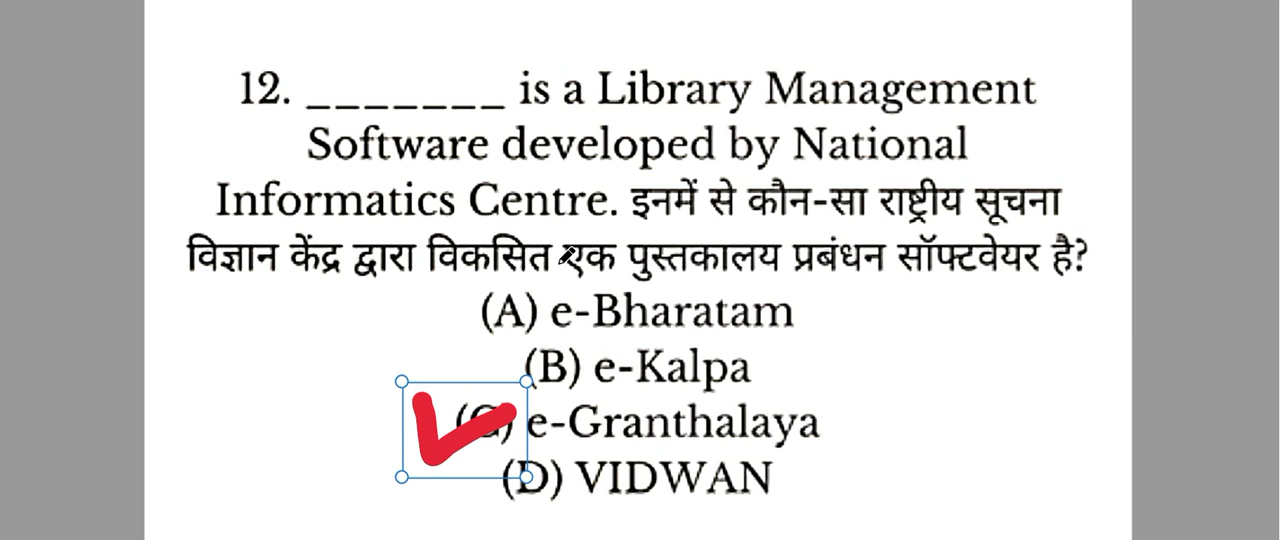 12. _______ is a Library Management
Software developed by National
Informatics Centre. इनमें से कौन-सा राष्ट्रीय सूचना
विज्ञान केंद्र द्वारा विकसित एक पुस्तकालय प्रबंधन सॉफ्टवेयर है?
(A) e-Bharatam
(B) e-Kalpa
(C) e-Granthalaya
(D) VIDWAN